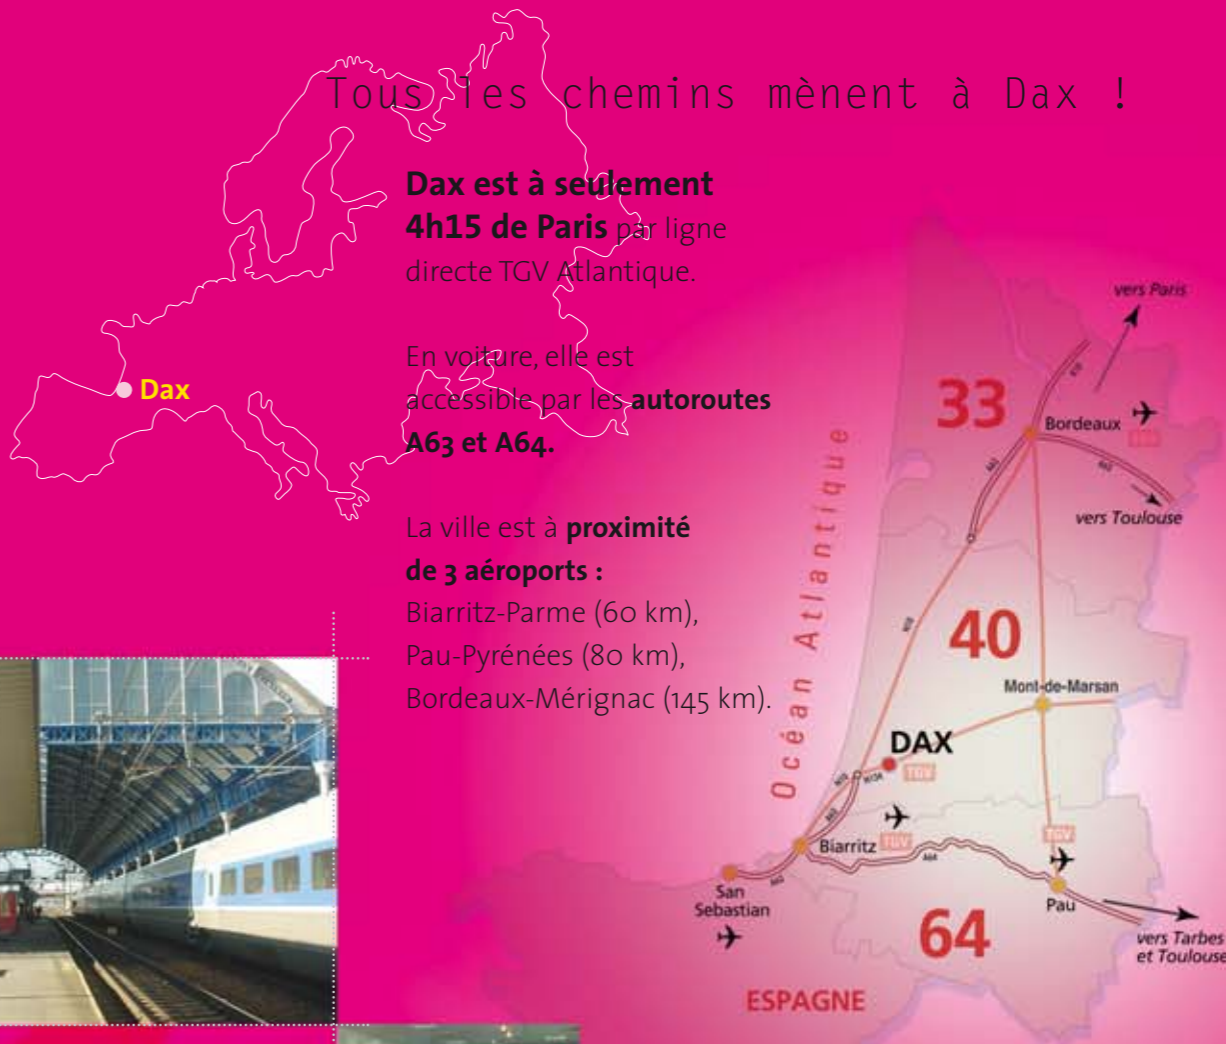 Tous les chemins mènent à Dax !
Dax est à seulement
4h15 de Paris par ligne
directe TGV Atlantique.
En voiture, elle est
accessible par les autoroutes
A63 et A64.
La ville est à proximité
de 3 aéroports :
Biarritz-Parme (60 km),
Pau-Pyrénées (80 km),
Bordeaux-Mérignac (145 km).
Dax
vers Paris
33
Bordeaux
vers Toulouse
Océan Atlantique
40
Mont-de-Marsan
DAX
TGV
N10
Biarritz
TGV
A64
TGV
San
Sebastian
Pau
64
vers Tarbes
et Toulouse
ESPAGNE